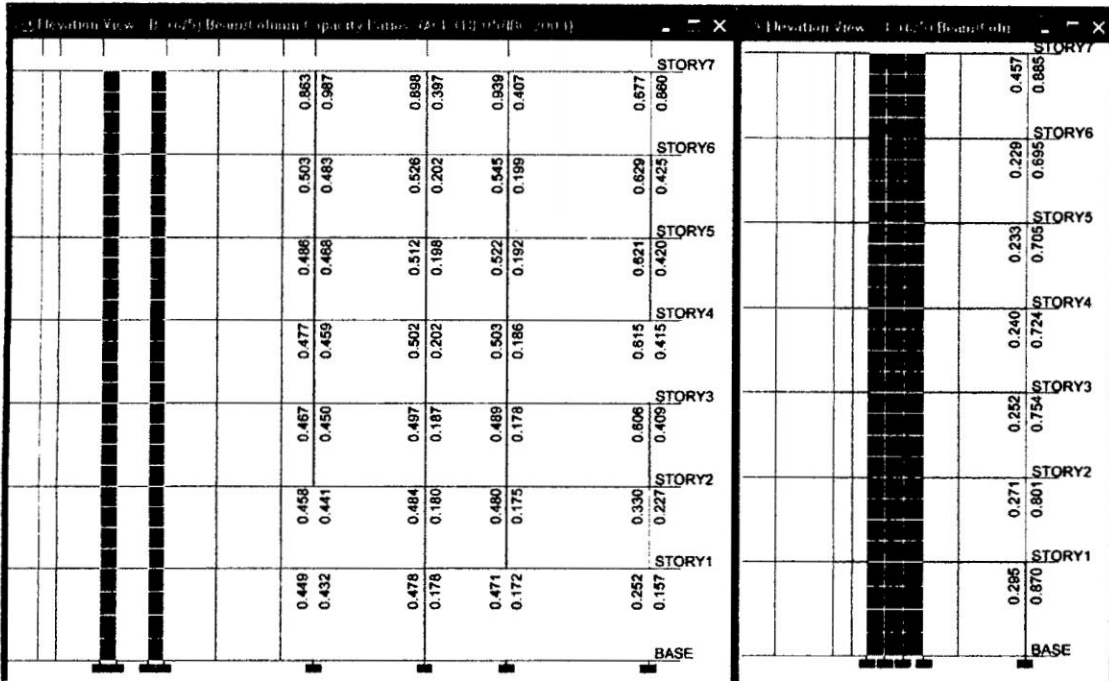 Elevation View
Beam/Column Capacity Ratios
Elevation View
STORY7
0.863 0.987 0.898 0.397 0.939 0.407 0.677 0.860
STORY6
0.503 0.483 0.526 0.202 0.545 0.199 0.629 0.425
STORY5
0.486 0.468 0.512 0.198 0.522 0.192 0.621 0.420
STORY4
0.477 0.459 0.502 0.202 0.503 0.186 0.615 0.415
STORY3
0.467 0.450 0.497 0.187 0.489 0.178 0.606 0.409
STORY2
0.458 0.441 0.484 0.180 0.480 0.175 0.330 0.227
STORY1
0.449 0.432 0.478 0.178 0.471 0.172 0.252 0.157
BASE
STORY7
0.457 0.885
STORY6
0.229 0.695
STORY5
0.233 0.705
STORY4
0.240 0.724
STORY3
0.252 0.754
STORY2
0.271 0.801
STORY1
0.295 0.870
BASE